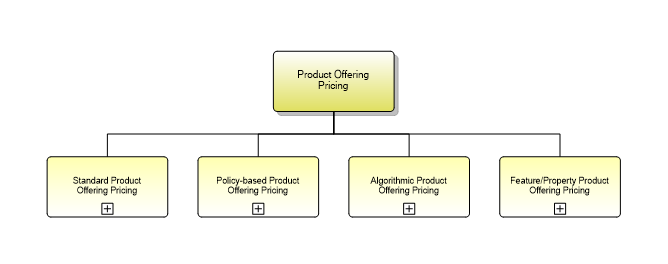 Product Offering
Pricing
Standard Product
Offering Pricing
Policy-based Product
Offering Pricing
Algorithmic Product
Offering Pricing
Feature/Property Product
Offering Pricing